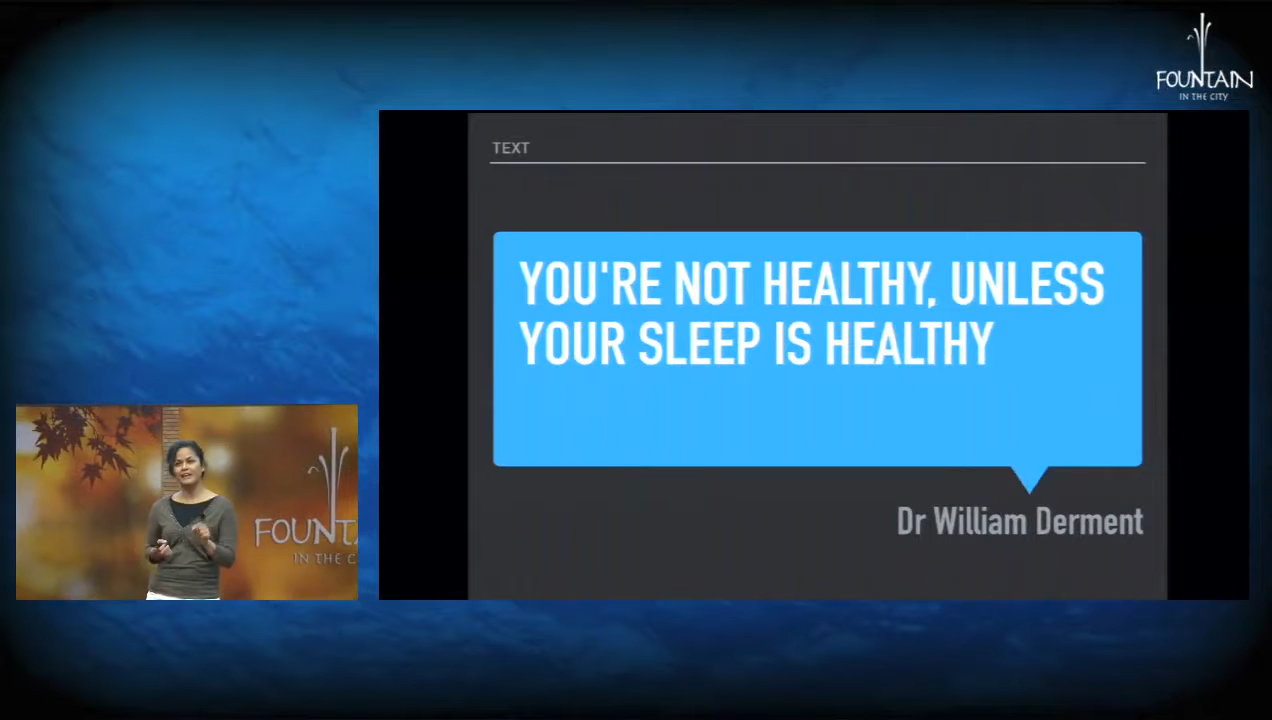 FOUNTAIN
IN THE CITY
TEXT
YOU'RE NOT HEALTHY, UNLESS
YOUR SLEEP IS HEALTHY
Dr William Derment
FOUNTA
IN THE C